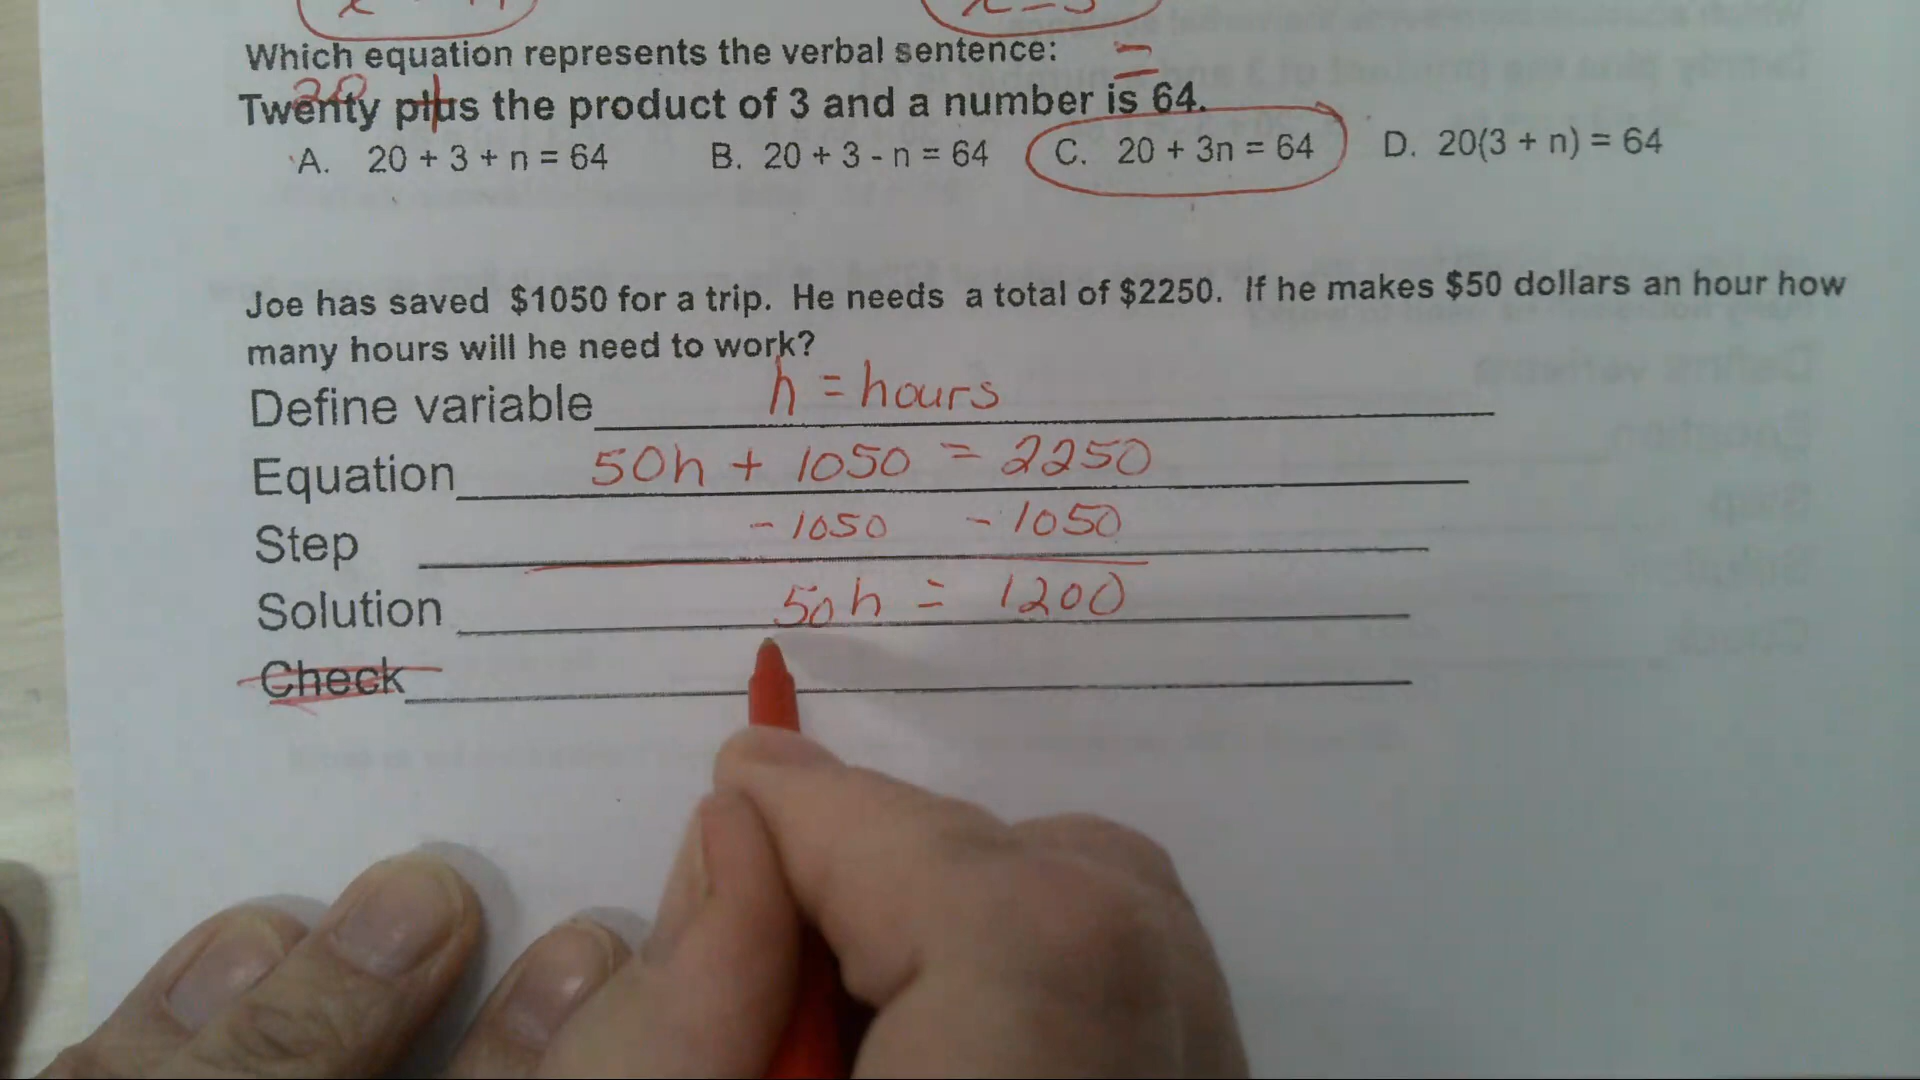 Which equation represents the verbal sentence: =
20 +
Twenty plus the product of 3 and a number is 64.
A. 20 + 3 + n = 64 B. 20 + 3 - n = 64 C. 20 + 3n = 64 D. 20(3 + n) = 64
Joe has saved $1050 for a trip. He needs a total of $2250. If he makes $50 dollars an hour how
many hours will he need to work?
Define variable h = hours
Equation 50h + 1050 = 2250
Step - 1050 - 1050
Solution 50h = 1200
Check